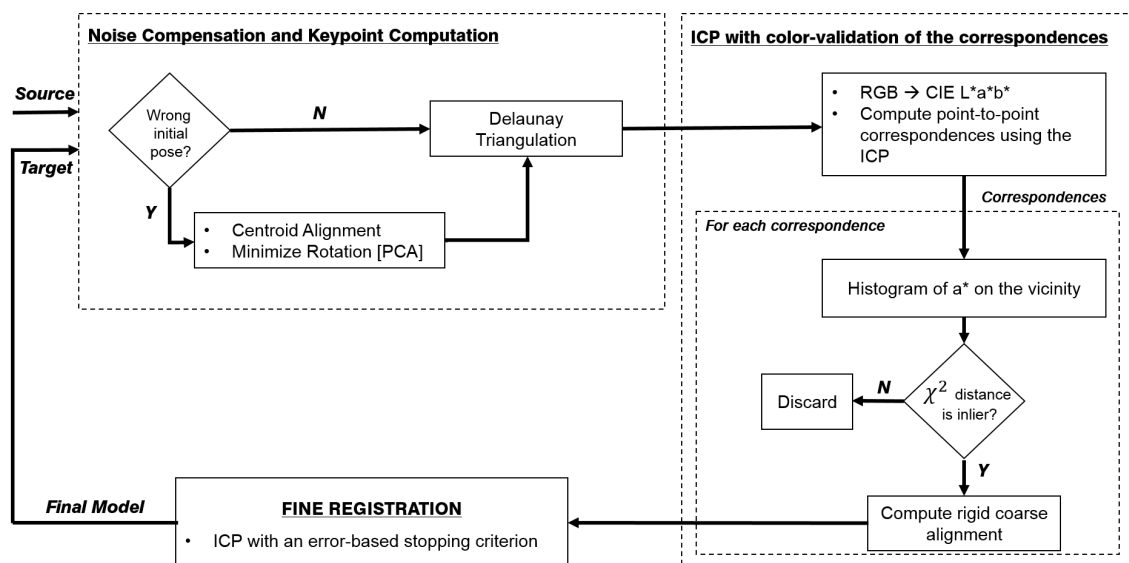 Noise Compensation and Keypoint Computation
Source
Target
Wrong
initial
pose?
N
Y
Delaunay
Triangulation
• Centroid Alignment
• Minimize Rotation [PCA]
ICP with color-validation of the correspondences
• RGB → CIE L*a*b*
• Compute point-to-point
correspondences using the
ICP
Correspondences
For each correspondence
Histogram of a* on the vicinity
χ² distance
is inlier?
N
Discard
Y
Compute rigid coarse
alignment
FINE REGISTRATION
• ICP with an error-based stopping criterion
Final Model